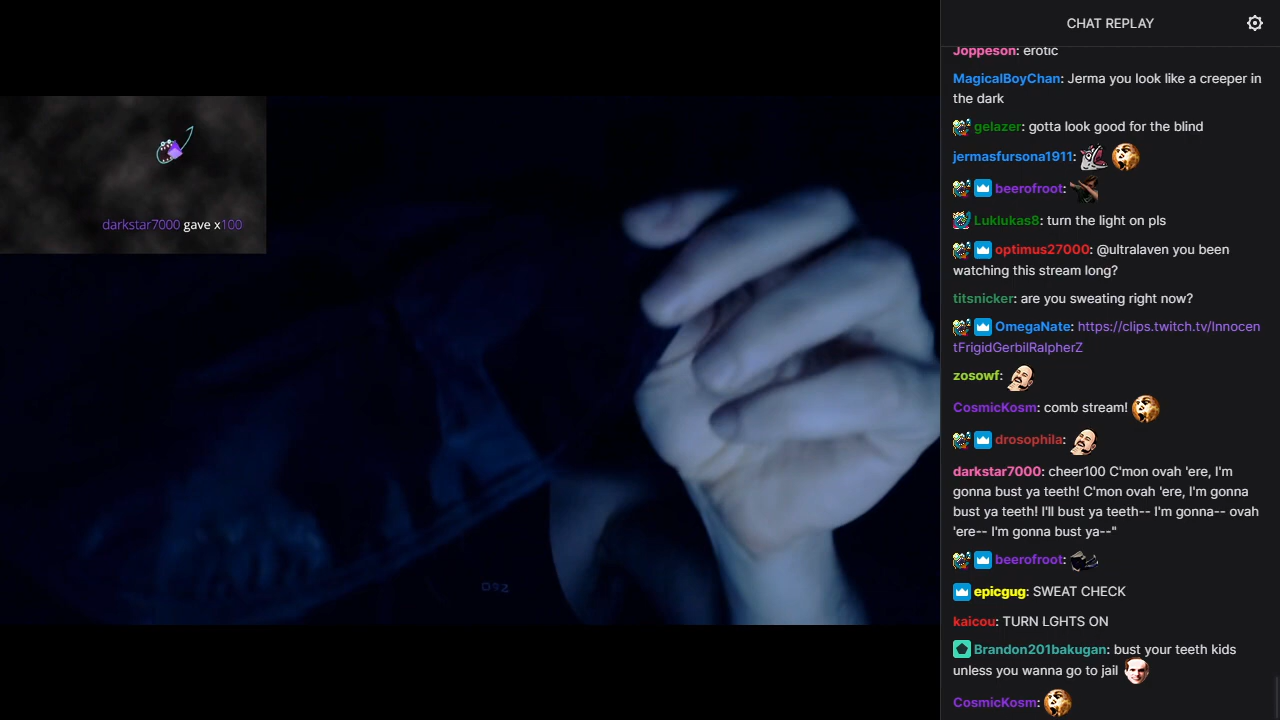 CHAT REPLAY
Joppeson: erotic
MagicalBoyChan: Jerma you look like a creeper in
the dark
gelazer: gotta look good for the blind
jermasfursona1911:
beerofroot:
Luklukas8: turn the light on pls
optimus27000: @ultralaven you been
watching this stream long?
titsnicker: are you sweating right now?
OmegaNate: https://clips.twitch.tv/Innocen
tFrigidGerbilRalpherZ
zosowf:
CosmicKosm: comb stream!
drosophila:
darkstar7000: cheer100 C'mon ovah 'ere, I'm
gonna bust ya teeth! C'mon ovah 'ere, I'm gonna
bust ya teeth! I'll bust ya teeth-- I'm gonna-- ovah
'ere-- I'm gonna bust ya--"
beerofroot:
epicgug: SWEAT CHECK
kaicou: TURN LGHTS ON
Brandon201bakugan: bust your teeth kids
unless you wanna go to jail
CosmicKosm:
darkstar7000 gave x100